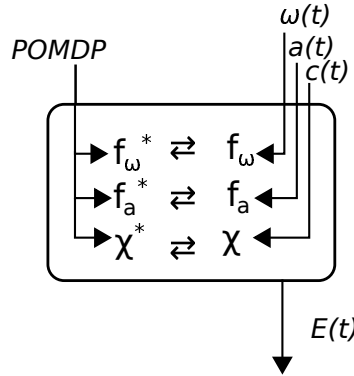 ω(t)
POMDP
a(t)
c(t)
f_ω* ⇄ f_ω
f_a* ⇄ f_a
χ* ⇄ χ
E(t)